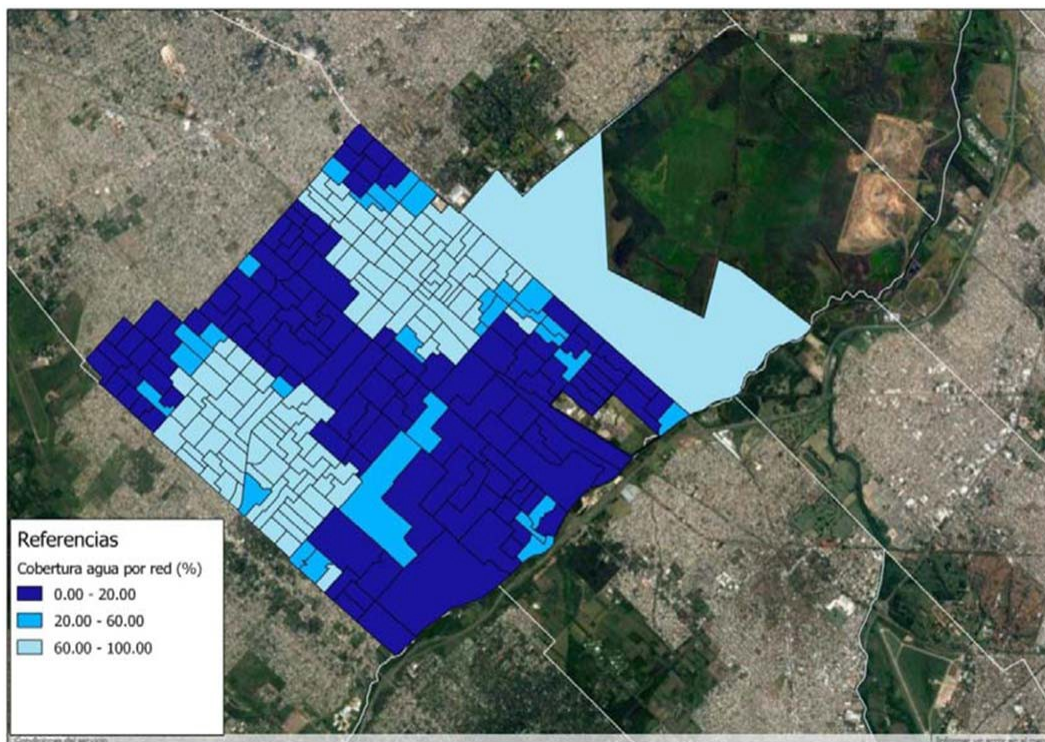 Referencias
Cobertura agua por red (%)
0.00 - 20.00
20.00 - 60.00
60.00 - 100.00